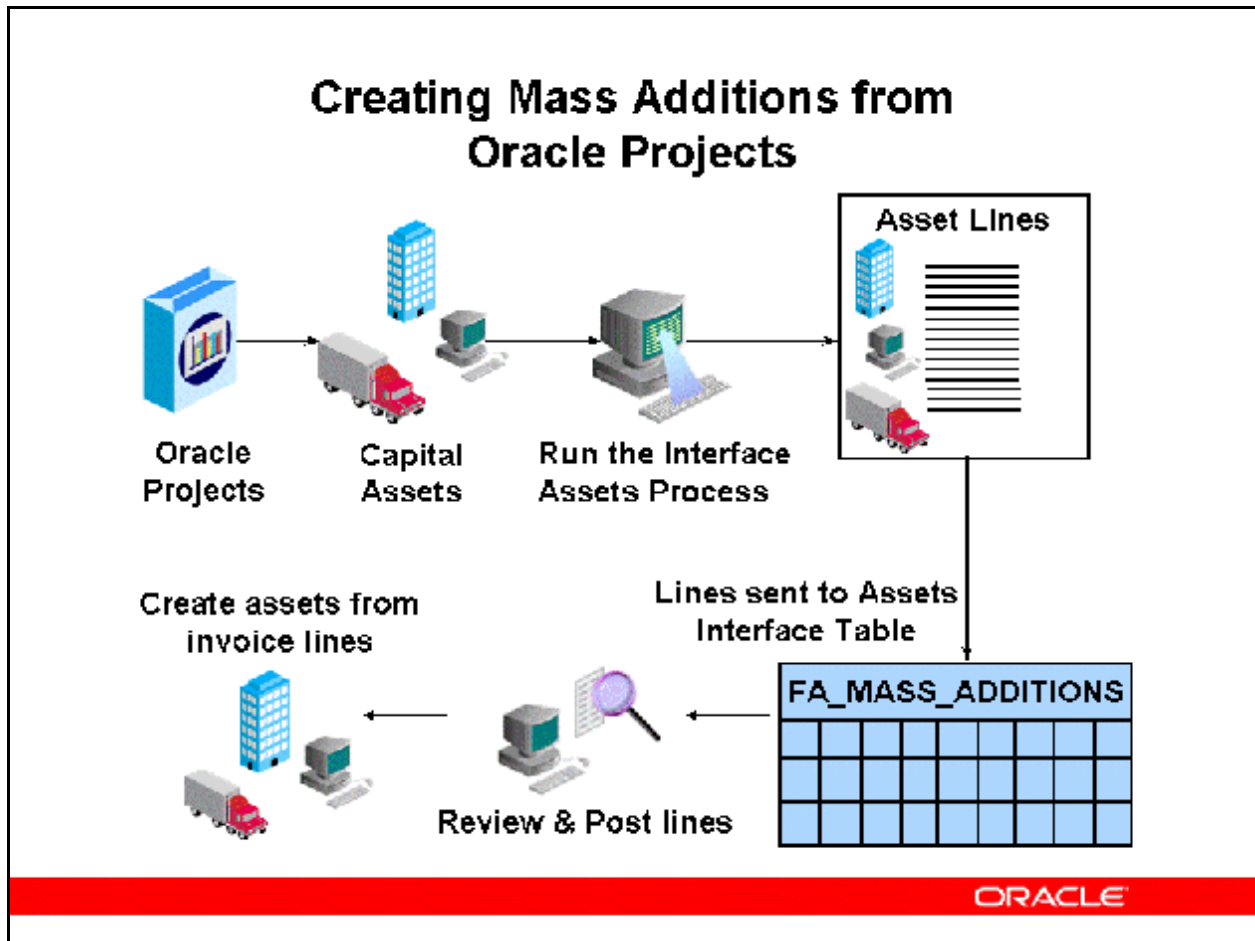 Creating Mass Additions from
Oracle Projects
Asset Lines
Oracle
Projects
Capital
Assets
Run the Interface
Assets Process
Lines sent to Assets
Interface Table
FA_MASS_ADDITIONS
Review & Post lines
Create assets from
invoice lines
ORACLE